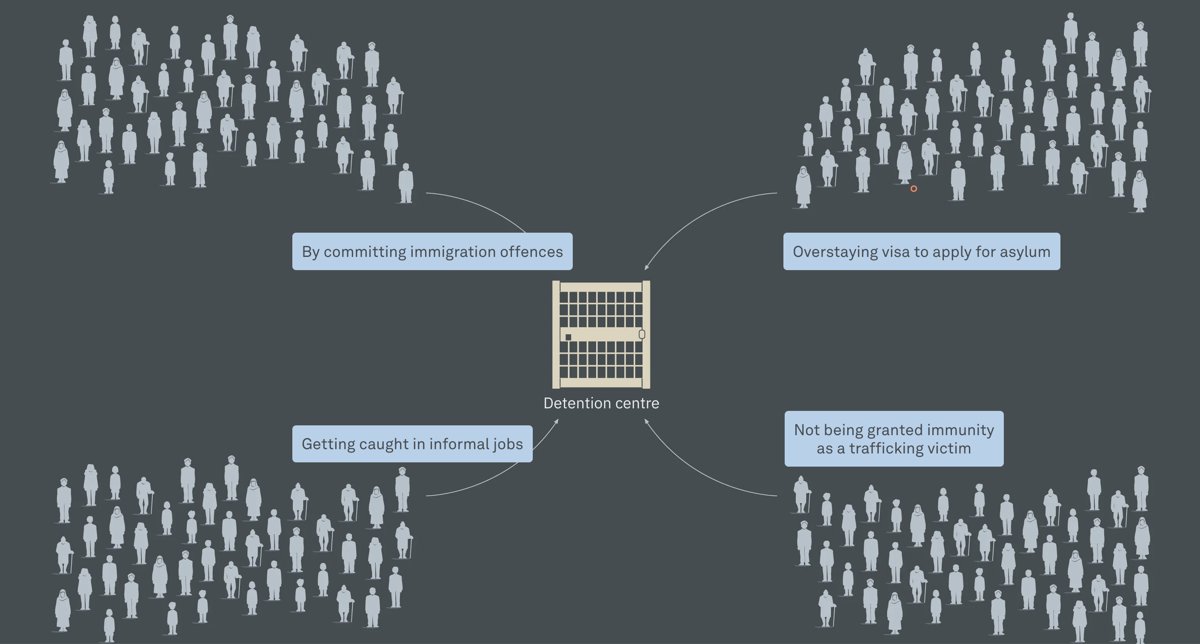 By committing immigration offences
Overstaying visa to apply for asylum
Detention centre
Getting caught in informal jobs
Not being granted immunity
as a trafficking victim